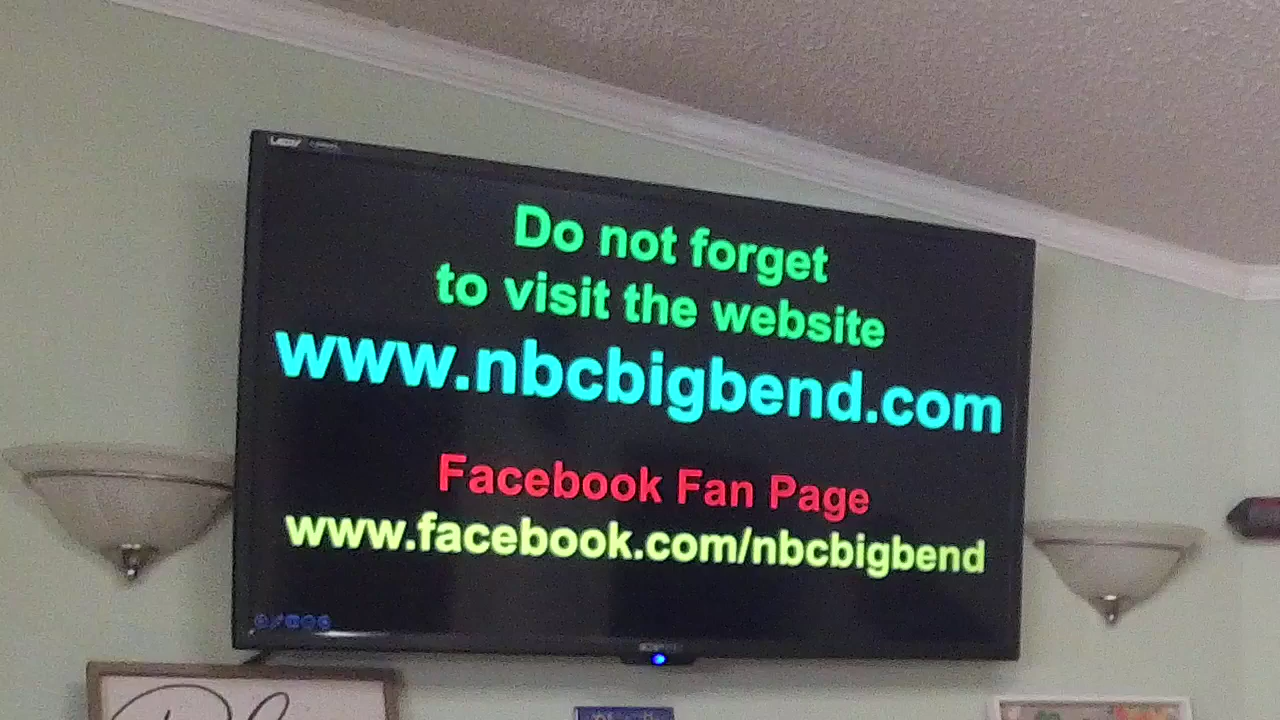 Do not forget
to visit the website
www.nbcbigbend.com
Facebook Fan Page
www.facebook.com/nbcbigbend